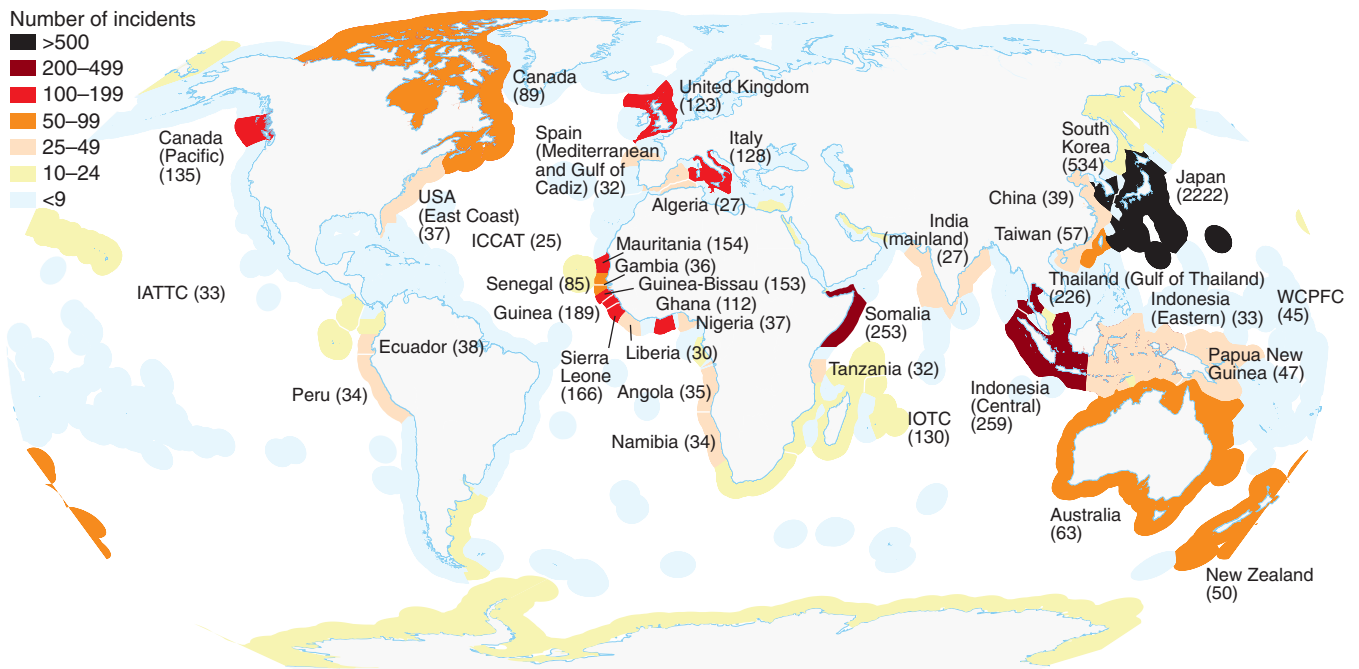 Number of incidents
>500
200–499
100–199
50–99
25–49
10–24
<9
Canada
(89)
Canada
(Pacific)
(135)
United Kingdom
(123)
Spain
(Mediterranean
and Gulf of
Cadiz) (32)
Italy
(128)
Algeria (27)
USA
(East Coast)
(37)
ICCAT (25)
South
Korea
(534)
Japan
(2222)
China (39)
Taiwan (57)
India
(mainland)
(27)
Mauritania (154)
Gambia (36)
Senegal (85)
Guinea-Bissau (153)
Guinea (189)
Ghana (112)
Nigeria (37)
Sierra
Leone
(166)
Liberia (30)
Angola (35)
Namibia (34)
IATTC (33)
Ecuador (38)
Peru (34)
Somalia
(253)
Tanzania (32)
IOTC
(130)
Thailand (Gulf of Thailand)
(226)
Indonesia
(Eastern) (33)
WCPFC
(45)
Papua New
Guinea (47)
Indonesia
(Central)
(259)
Australia
(63)
New Zealand
(50)